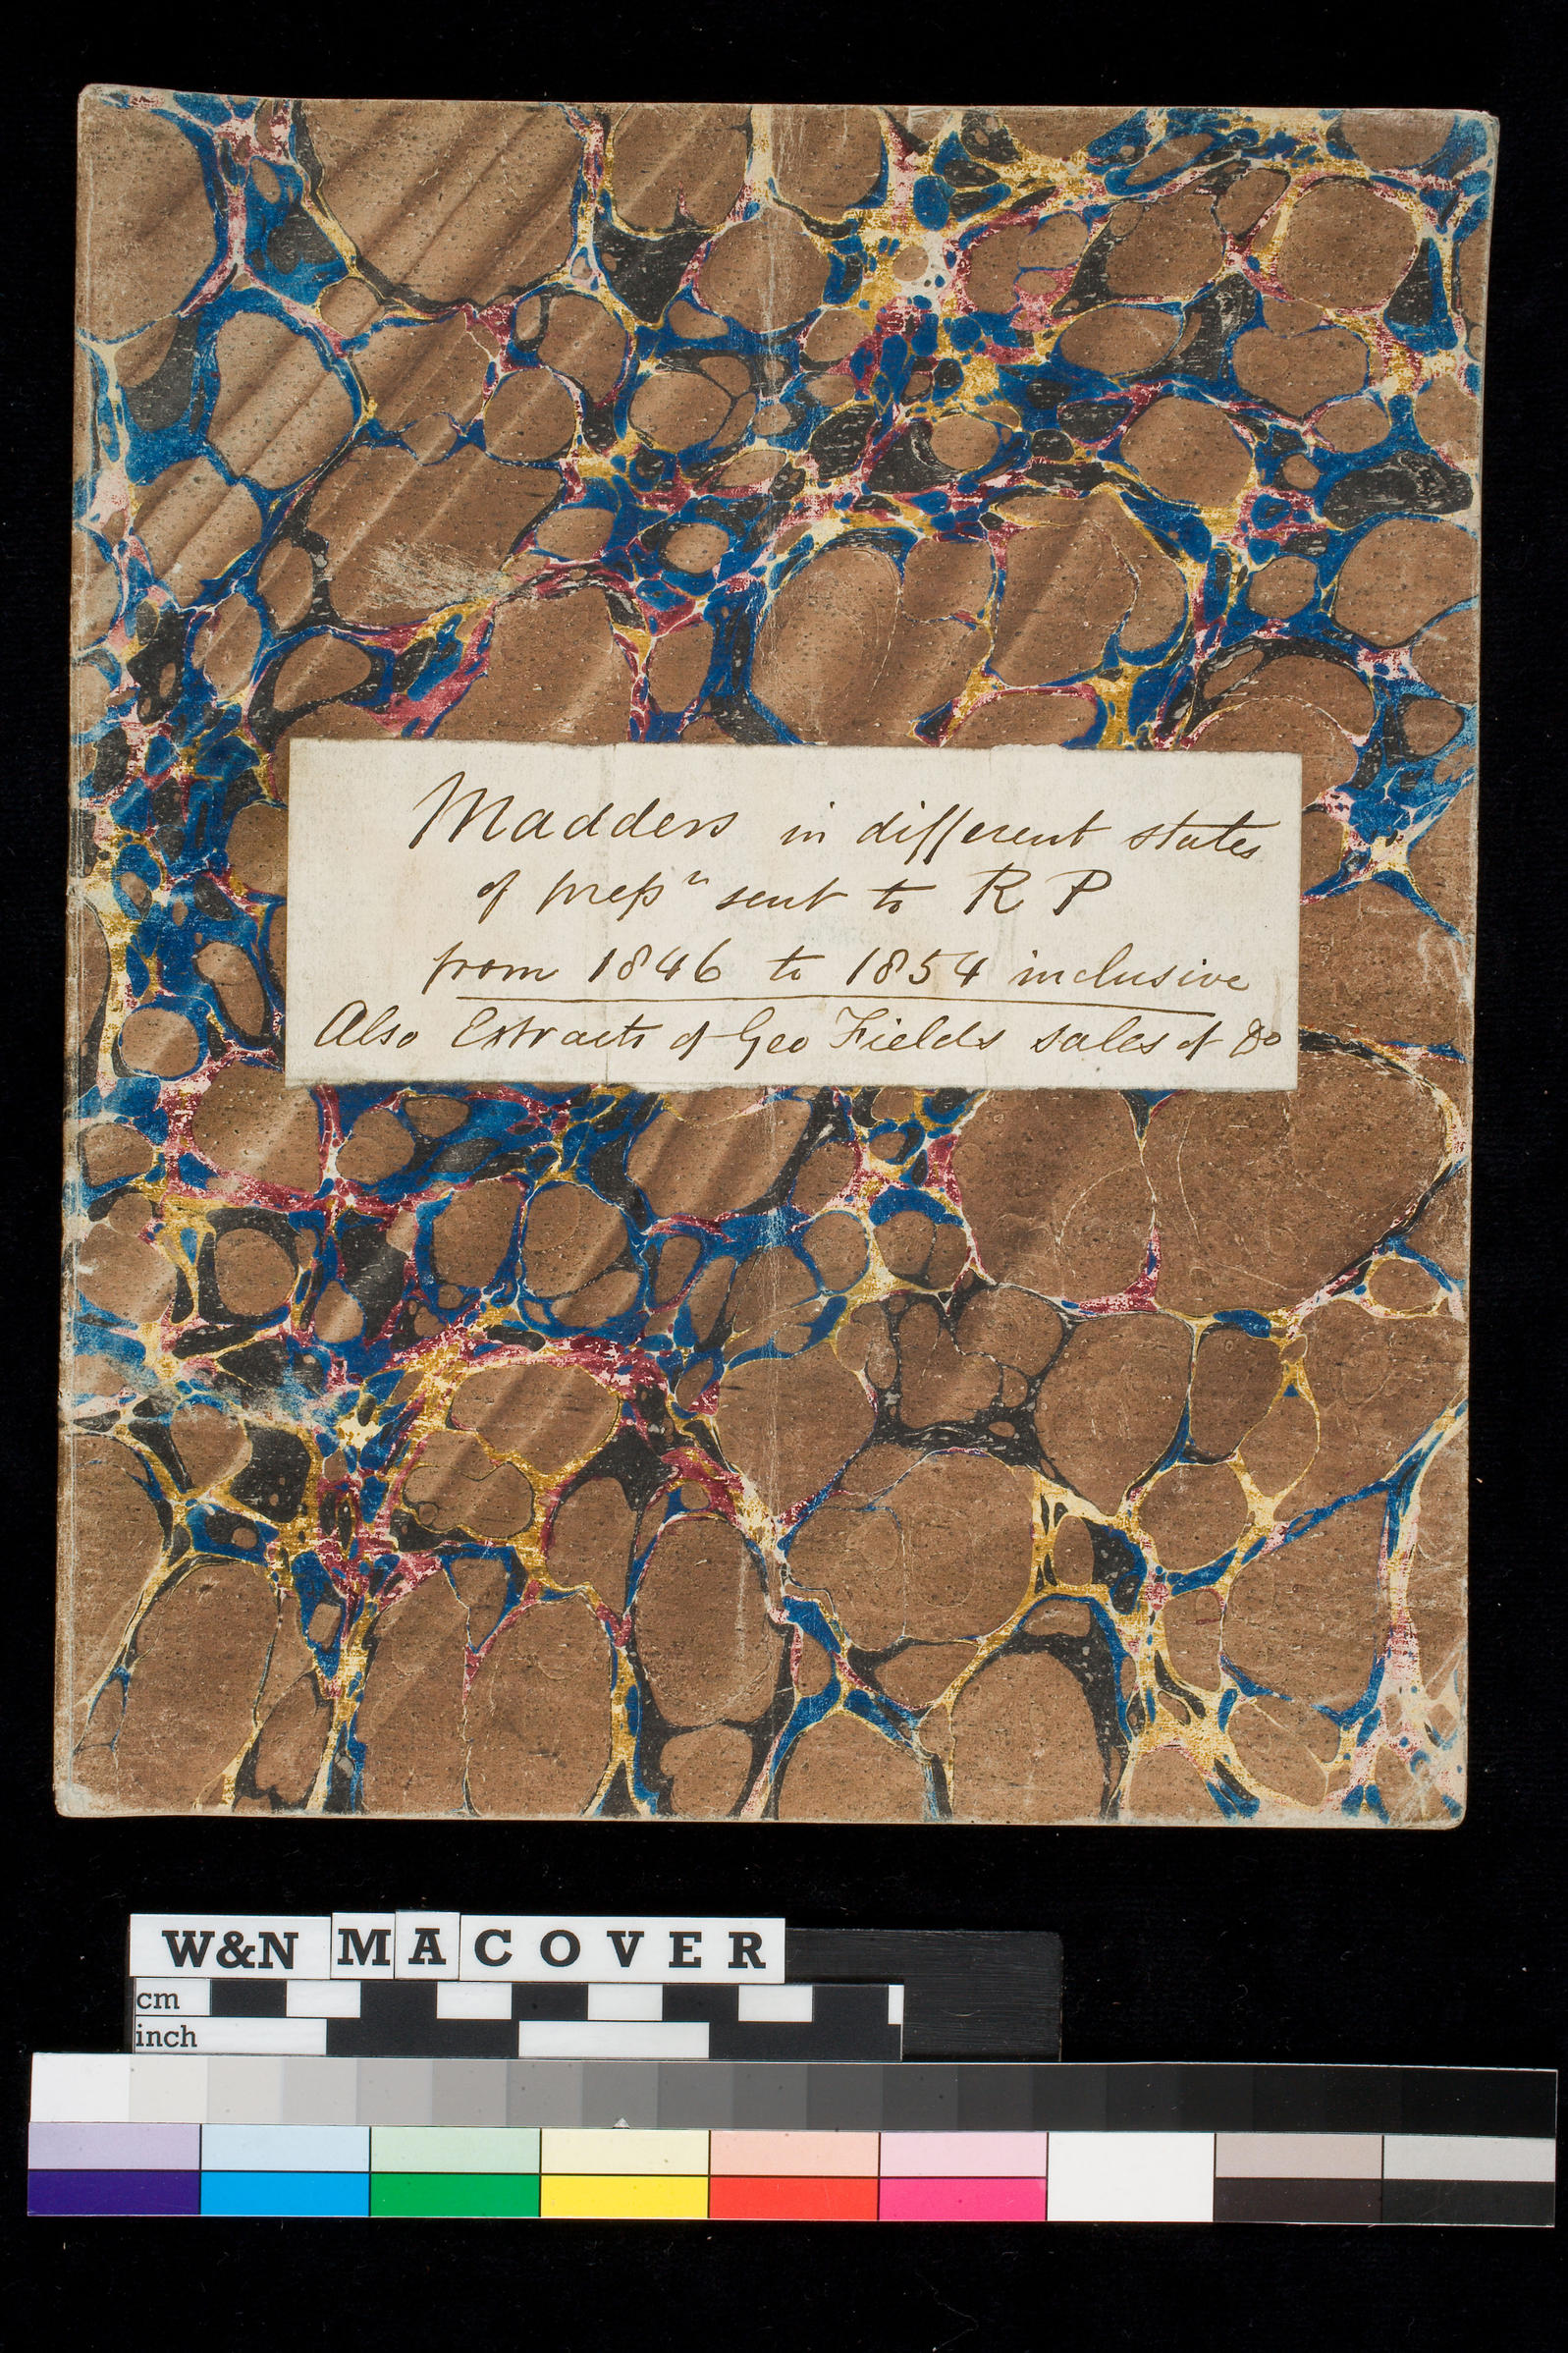 Madders in different states
of prepⁿ sent to R P
from 1846 to 1854 inclusive
Also Extracts of Geo Fields sales of Do
W&N MACOVER
cm
inch